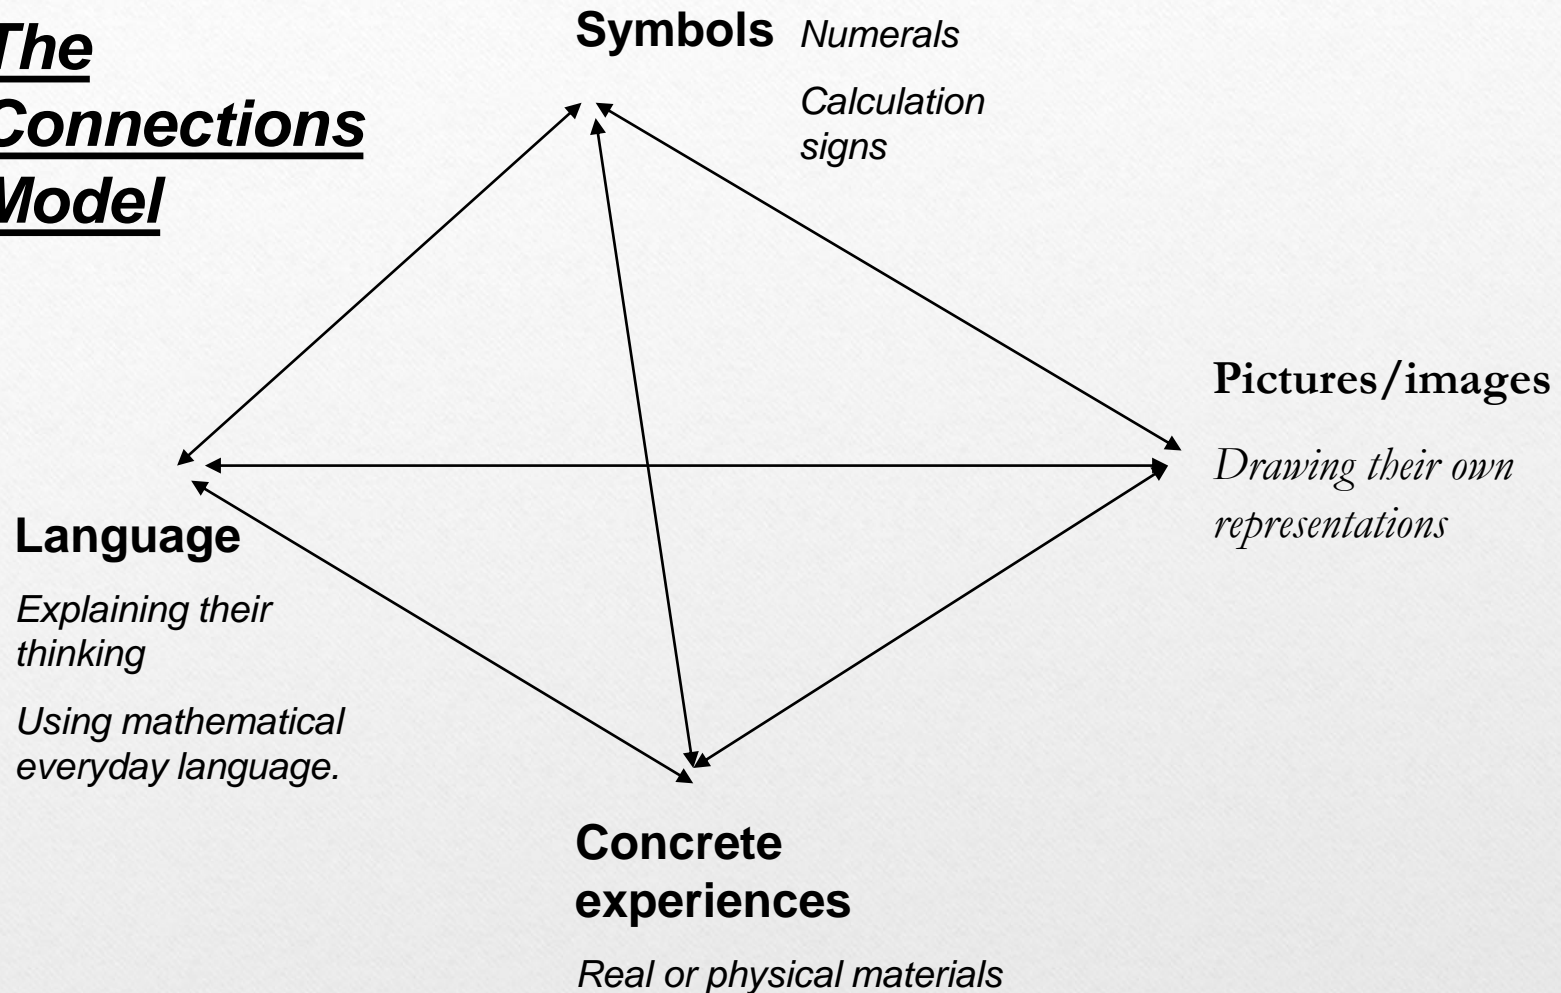 The
Connections
Model
Symbols
Numerals
Calculation
signs
Pictures/images
Drawing their own
representations
Language
Explaining their
thinking
Using mathematical
everyday language.
Concrete
experiences
Real or physical materials